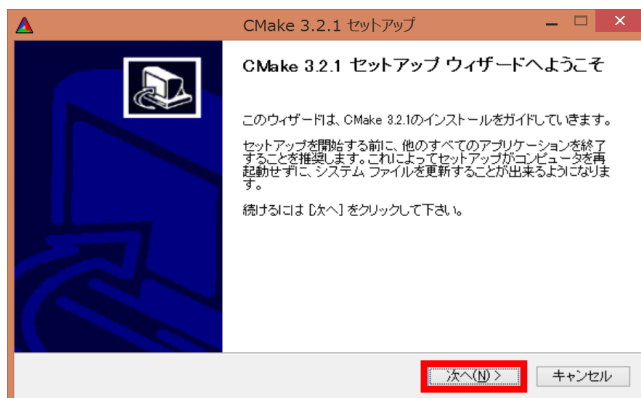 CMake 3.2.1 セットアップ
CMake 3.2.1 セットアップ ウィザードへようこそ
このウィザードは、CMake 3.2.1のインストールをガイドしていきます。
セットアップを開始する前に、他のすべてのアプリケーションを終了
することを推奨します。これによってセットアップがコンピュータを再
起動せずに、システム ファイルを更新することが出来るようになりま
す。
続けるには [次へ] をクリックして下さい。
次へ(N) >
キャンセル